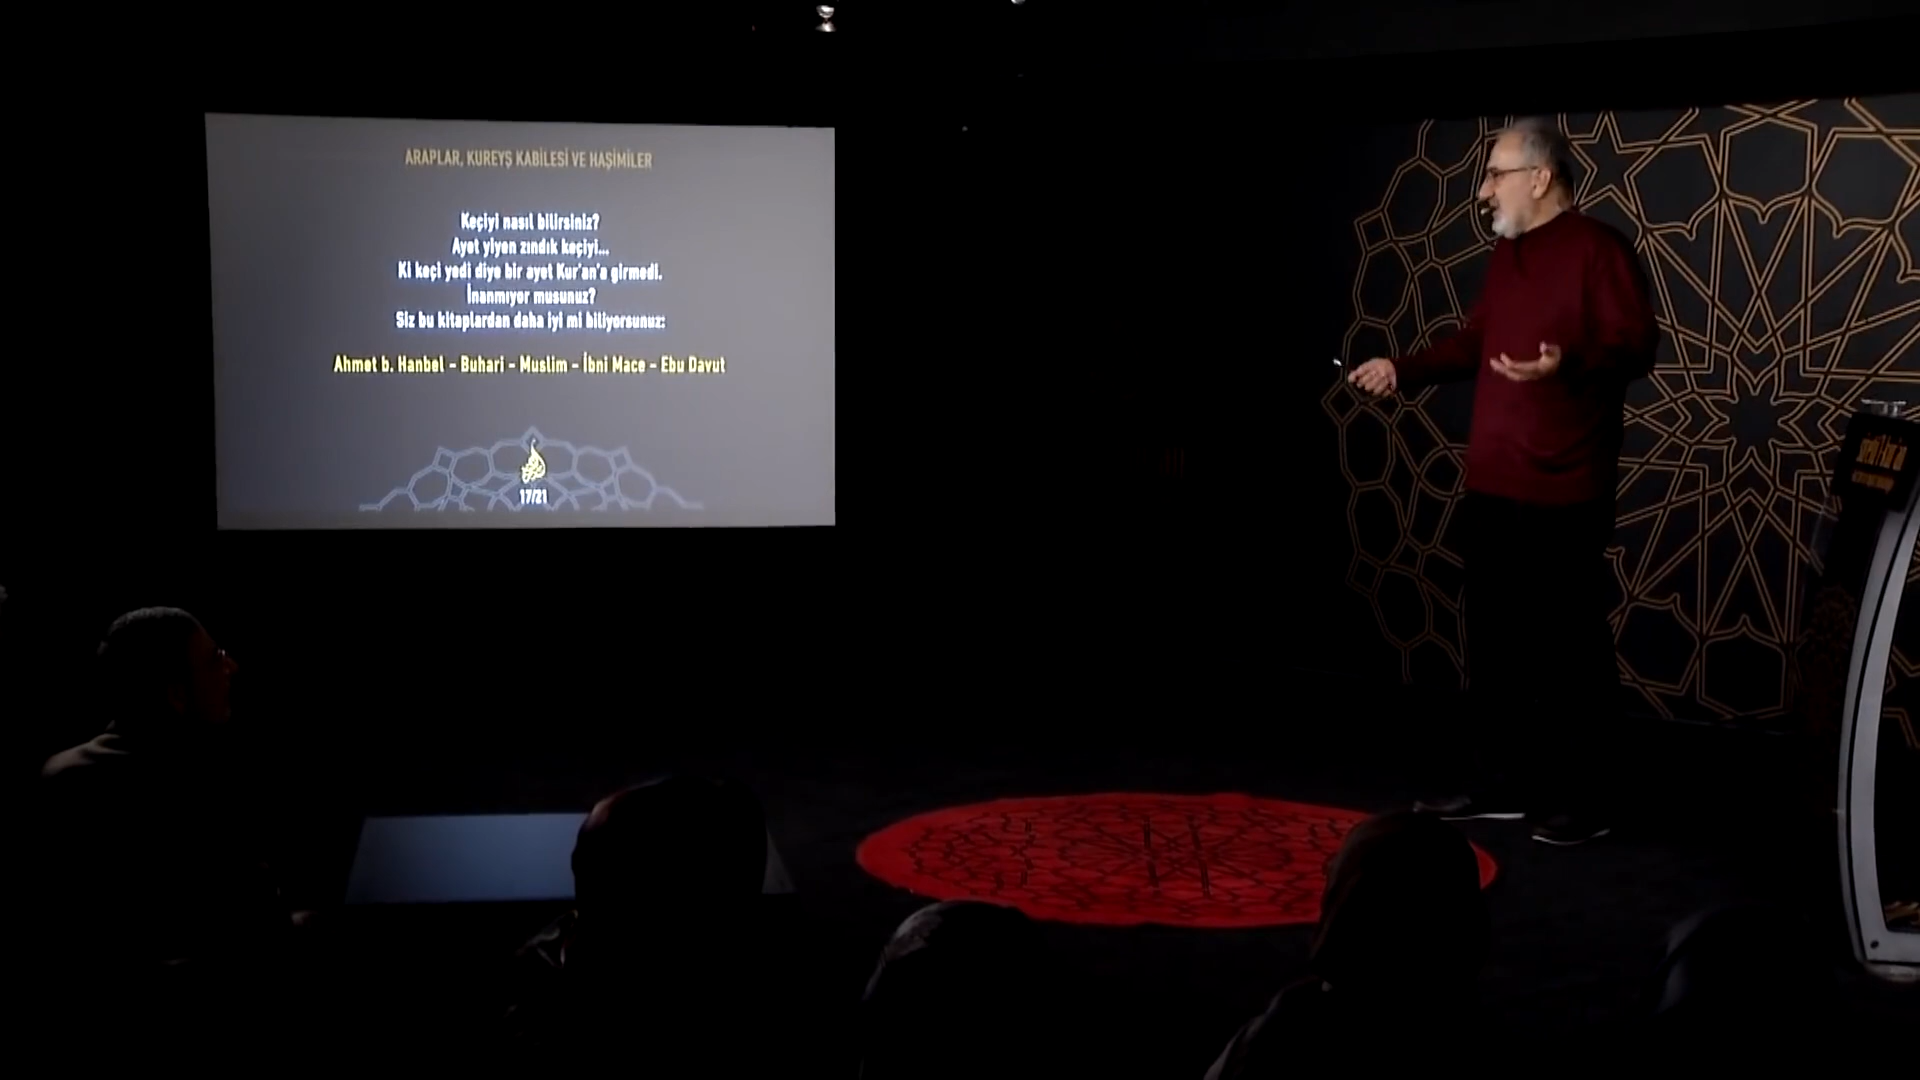 ARAPLAR, KUREYŞ KABİLESİ VE HAŞİMİLER
Keçiyi nasıl bilirsiniz?
Ayet yiyen zındık keçiyi...
Ki keçi yedi diye bir ayet Kur'an'a girmedi.
İnanmıyor musunuz?
Siz bu kitaplardan daha iyi mi biliyorsunuz:
Ahmet b. Hanbel - Buhari - Muslim - İbni Mace - Ebu Davut
17/21